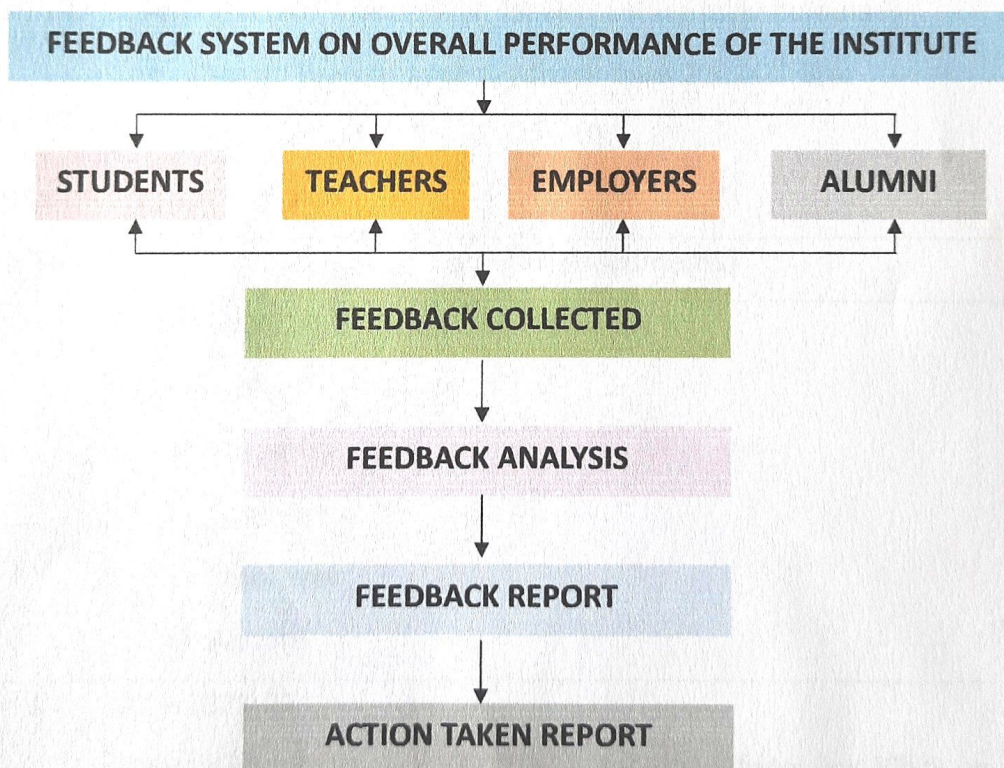 FEEDBACK SYSTEM ON OVERALL PERFORMANCE OF THE INSTITUTE
STUDENTS
TEACHERS
EMPLOYERS
ALUMNI
FEEDBACK COLLECTED
FEEDBACK ANALYSIS
FEEDBACK REPORT
ACTION TAKEN REPORT